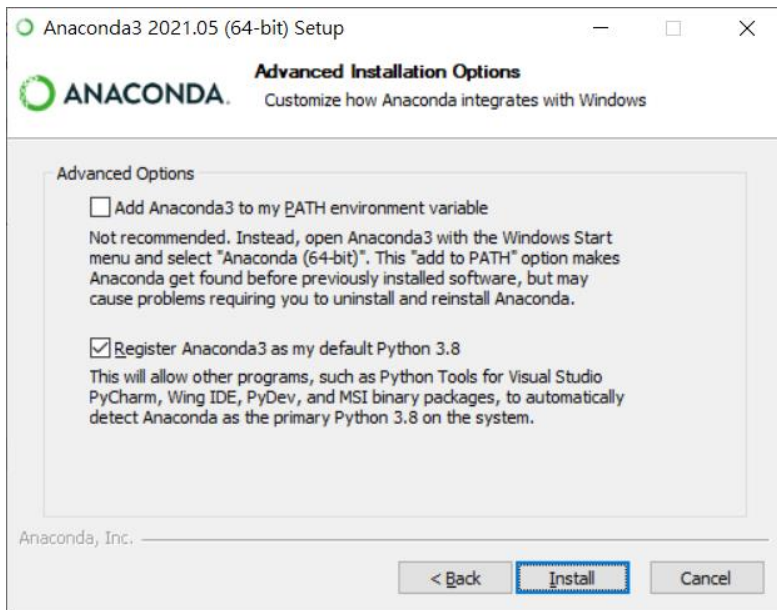 Anaconda3 2021.05 (64-bit) Setup
ANACONDA.
Advanced Installation Options
Customize how Anaconda integrates with Windows
Advanced Options
Add Anaconda3 to my PATH environment variable
Not recommended. Instead, open Anaconda3 with the Windows Start
menu and select "Anaconda (64-bit)". This "add to PATH" option makes
Anaconda get found before previously installed software, but may
cause problems requiring you to uninstall and reinstall Anaconda.
Register Anaconda3 as my default Python 3.8
This will allow other programs, such as Python Tools for Visual Studio
PyCharm, Wing IDE, PyDev, and MSI binary packages, to automatically
detect Anaconda as the primary Python 3.8 on the system.
Anaconda, Inc.
< Back
Install
Cancel